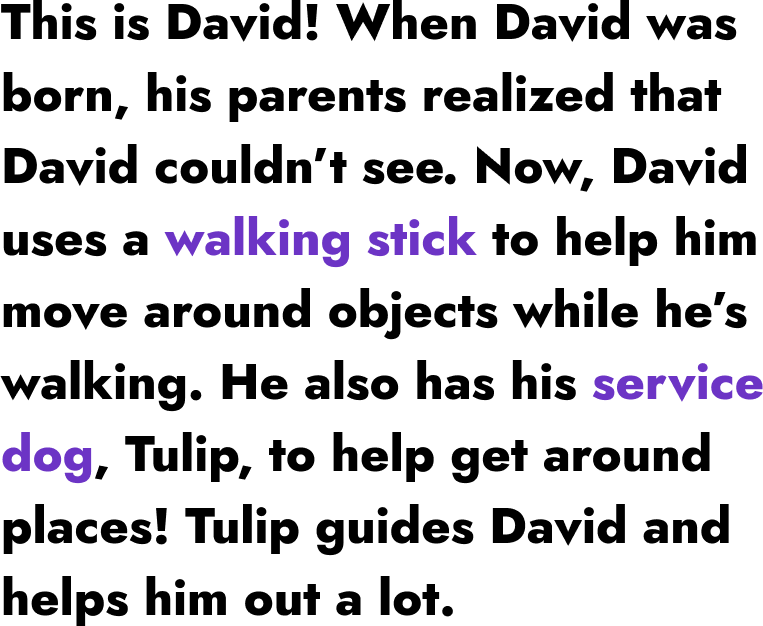 This is David! When David was
born, his parents realized that
David couldn’t see. Now, David
uses a walking stick to help him
move around objects while he’s
walking. He also has his service
dog, Tulip, to help get around
places! Tulip guides David and
helps him out a lot.